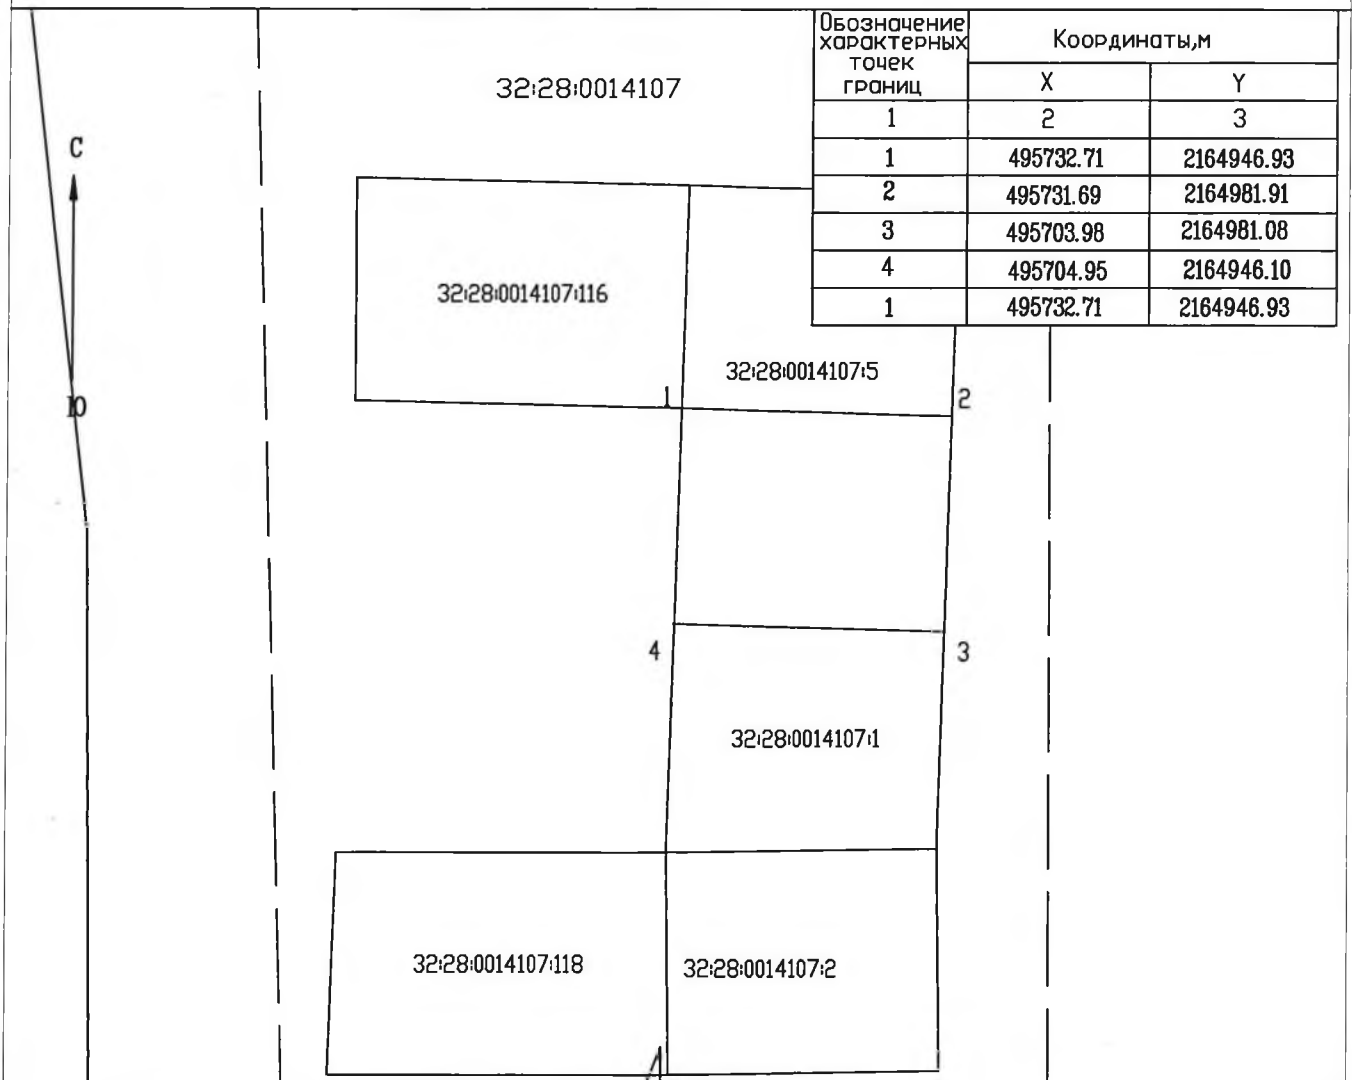 Обозначение
характерных
точек
границ
Координаты,м
X Y
1 2 3
1 495732.71 2164946.93
2 495731.69 2164981.91
3 495703.98 2164981.08
4 495704.95 2164946.10
1 495732.71 2164946.93
32:28:0014107
С
Ю
32:28:0014107:116
32:28:0014107:5
1
2
4
3
32:28:0014107:1
32:28:0014107:118
32:28:0014107:2